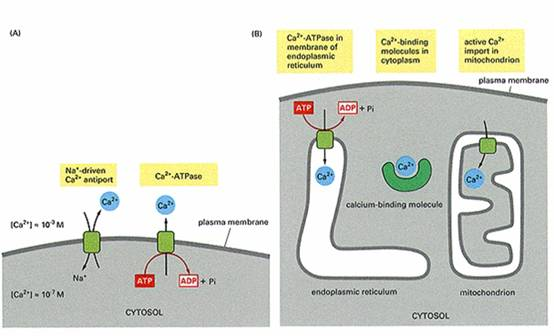 (A)
Na⁺-driven
Ca²⁺ antiport
Ca²⁺-ATPase
Ca²⁺
Ca²⁺
[Ca²⁺] ≈ 10⁻³ M
plasma membrane
Na⁺
ATP
ADP + Pi
[Ca²⁺] ≈ 10⁻⁷ M
CYTOSOL
(B)
Ca²⁺-ATPase in
membrane of
endoplasmic
reticulum
Ca²⁺-binding
molecules in
cytoplasm
active Ca²⁺
import in
mitochondrion
plasma membrane
ATP
ADP + Pi
Ca²⁺
Ca²⁺
Ca²⁺
calcium-binding molecule
endoplasmic reticulum
mitochondrion
CYTOSOL